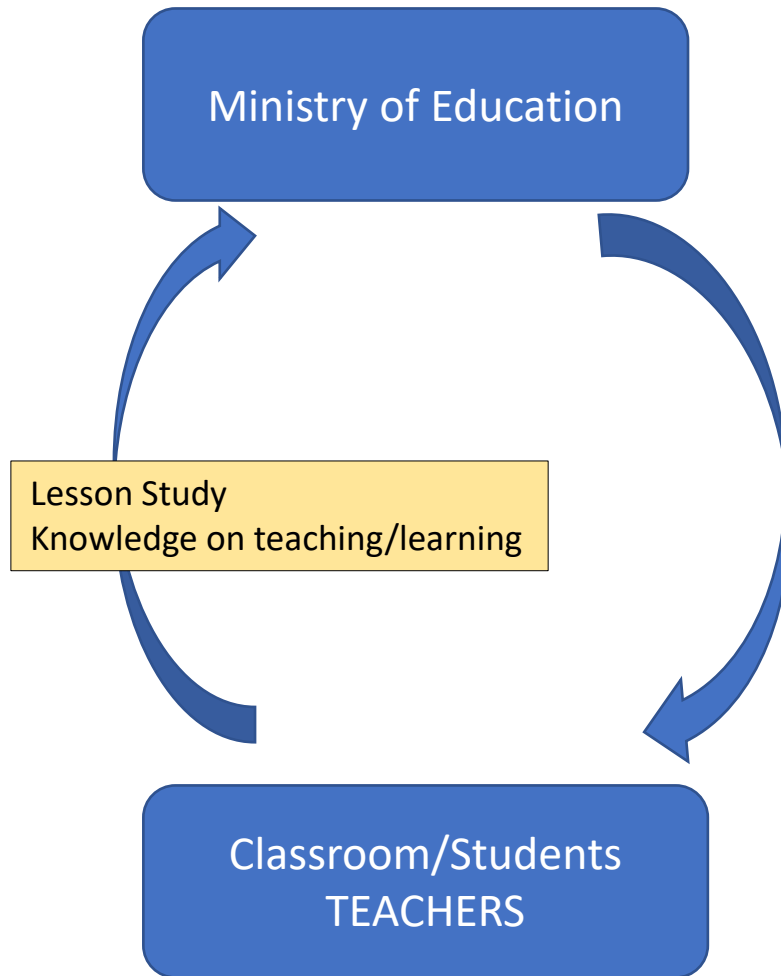 Ministry of Education
Lesson Study
Knowledge on teaching/learning
Classroom/Students
TEACHERS